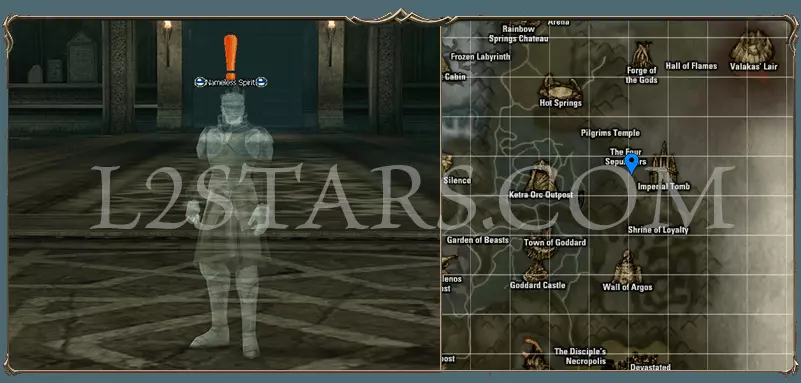 Nameless Spirit
L2STARS.COM
Arena
Rainbow
Springs Chateau
Frozen Labyrinth
Cabin
Forge of
the Gods
Hall of Flames
Valakas' Lair
Hot Springs
Pilgrims Temple
The Four
Imperial Tomb
Silence
Ketra Orc Outpost
Shrine of Loyalty
Garden of Beasts
Town of Goddard
Goddard Castle
Wall of Argos
The Disciple's
Necropolis
Devastated